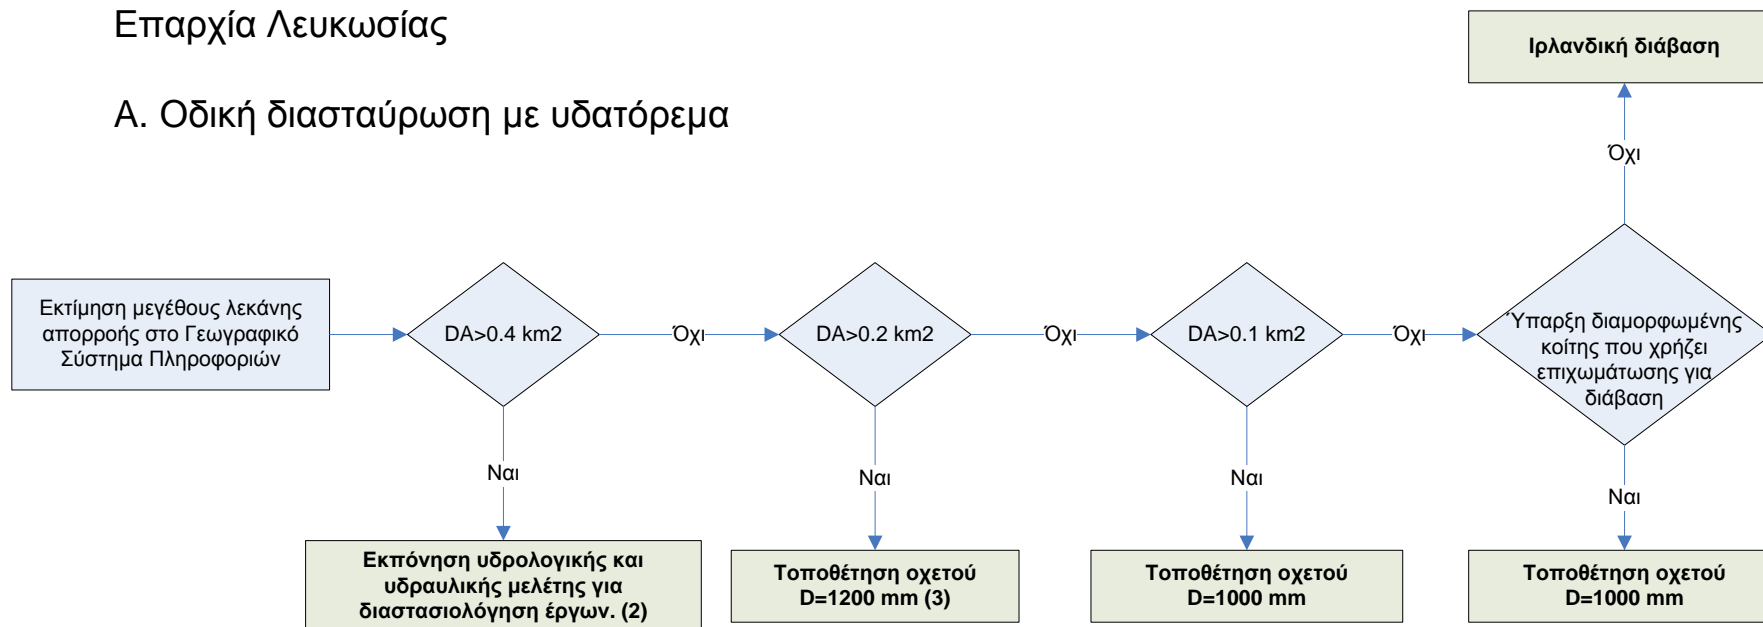 Επαρχία Λευκωσίας
Α. Οδική διασταύρωση με υδατόρεμα
Ιρλανδική διάβαση
Όχι
Εκτίμηση μεγέθους λεκάνης
απορροής στο Γεωγραφικό
Σύστημα Πληροφοριών
DA>0.4 km2
Όχι
DA>0.2 km2
Όχι
DA>0.1 km2
Όχι
Ύπαρξη διαμορφωμένης
κοίτης που χρήζει
επιχωμάτωσης για
διάβαση
Ναι
Ναι
Ναι
Ναι
Εκπόνηση υδρολογικής και
υδραυλικής μελέτης για
διαστασιολόγηση έργων. (2)
Τοποθέτηση οχετού
D=1200 mm (3)
Τοποθέτηση οχετού
D=1000 mm
Τοποθέτηση οχετού
D=1000 mm